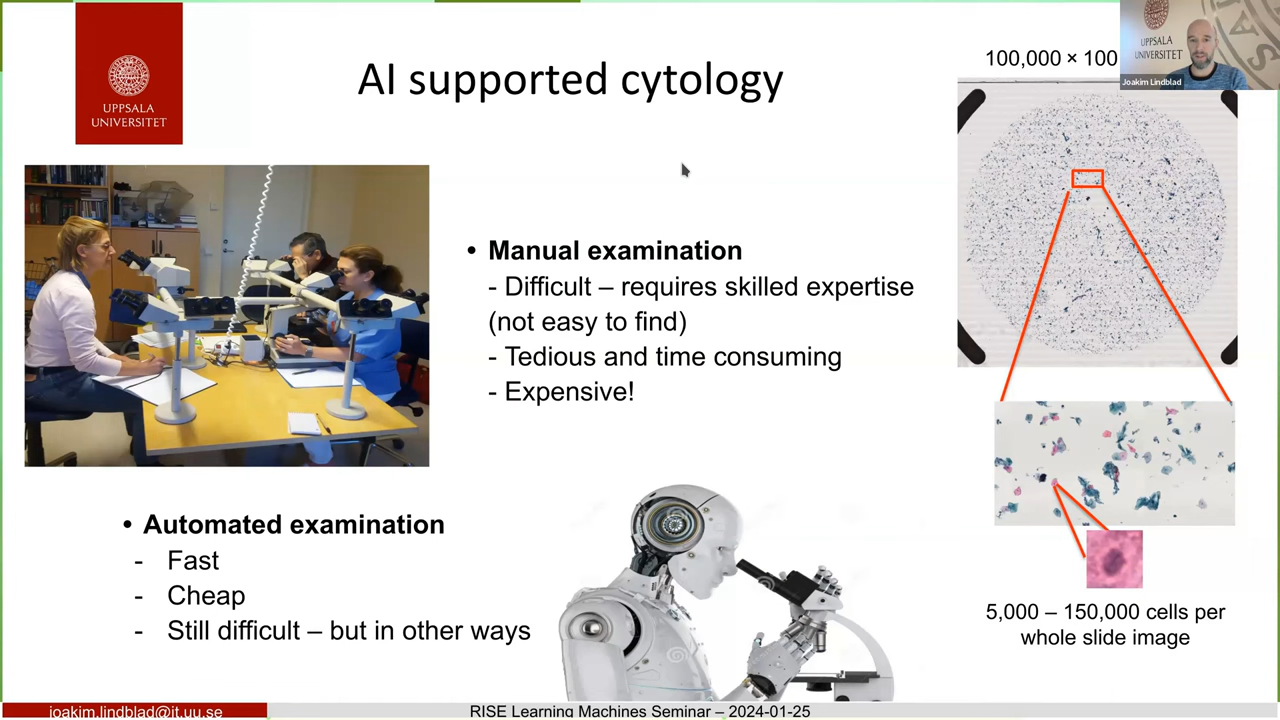 UPPSALA
UNIVERSITET
AI supported cytology
100,000 × 100
UPPSALA
UNIVERSITET
Joakim Lindblad
• Manual examination
- Difficult – requires skilled expertise
(not easy to find)
- Tedious and time consuming
- Expensive!
• Automated examination
- Fast
- Cheap
- Still difficult – but in other ways
5,000 – 150,000 cells per
whole slide image
joakim.lindblad@it.uu.se
RISE Learning Machines Seminar – 2024-01-25